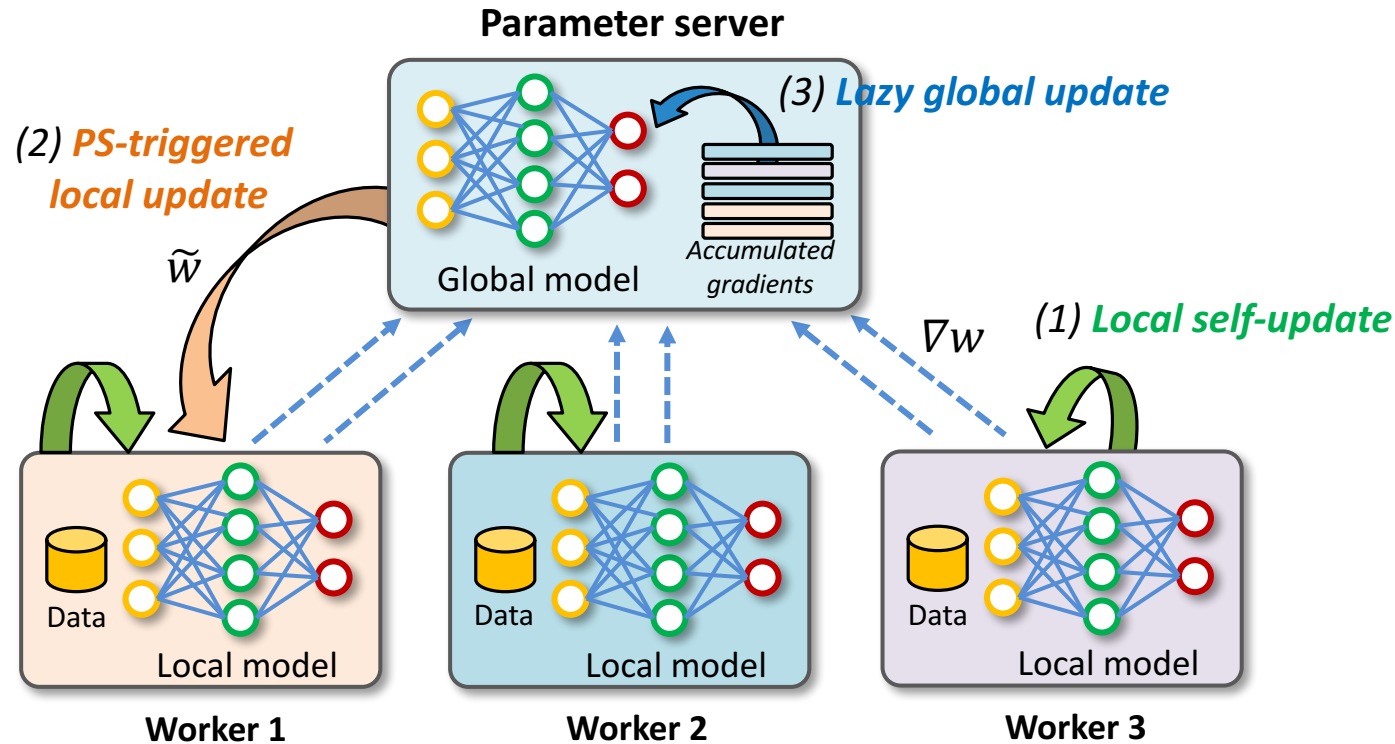 Parameter server
(3) Lazy global update
(2) PS-triggered
local update
w̃
Global model
Accumulated
gradients
∇w
(1) Local self-update
Data
Local model
Worker 1
Data
Local model
Worker 2
Data
Local model
Worker 3